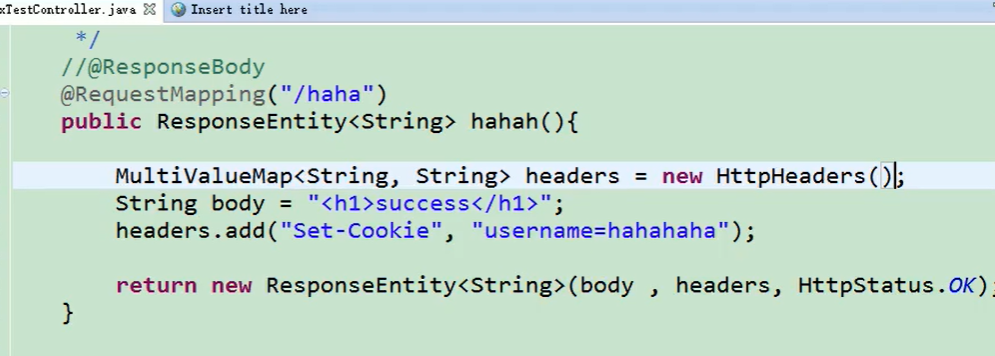 xTestController.java Insert title here
*/
//@ResponseBody
@RequestMapping("/haha")
public ResponseEntity<String> hahah(){
MultiValueMap<String, String> headers = new HttpHeaders();
String body = "<h1>success</h1>";
headers.add("Set-Cookie", "username=hahahaha");
return new ResponseEntity<String>(body , headers, HttpStatus.OK);
}